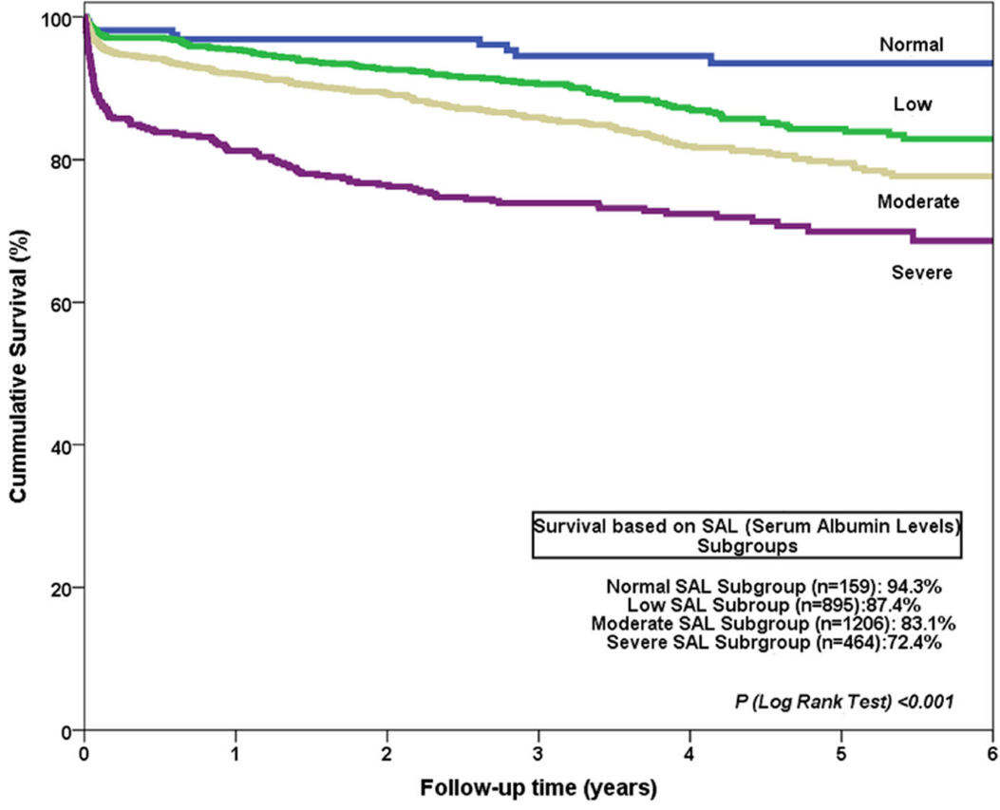 100
80
60
40
20
0
Cummulative Survival (%)
Normal
Low
Moderate
Severe
Survival based on SAL (Serum Albumin Levels)
Subgroups
Normal SAL Subgroup (n=159): 94.3%
Low SAL Subroup (n=895):87.4%
Moderate SAL Subgroup (n=1206): 83.1%
Severe SAL Subrgroup (n=464):72.4%
P (Log Rank Test) <0.001
0 1 2 3 4 5 6
Follow-up time (years)